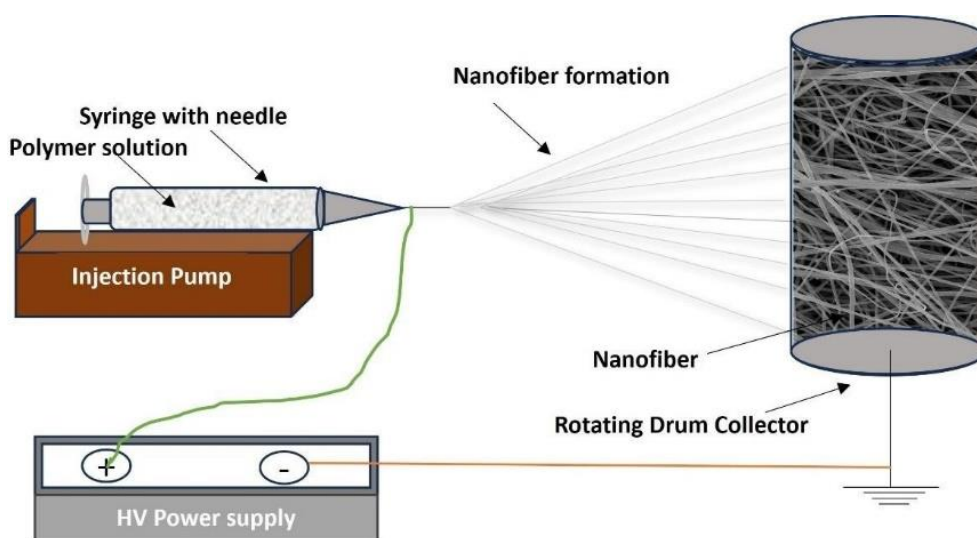 Nanofiber formation
Syringe with needle
Polymer solution
Injection Pump
Nanofiber
Rotating Drum Collector
+
-
HV Power supply